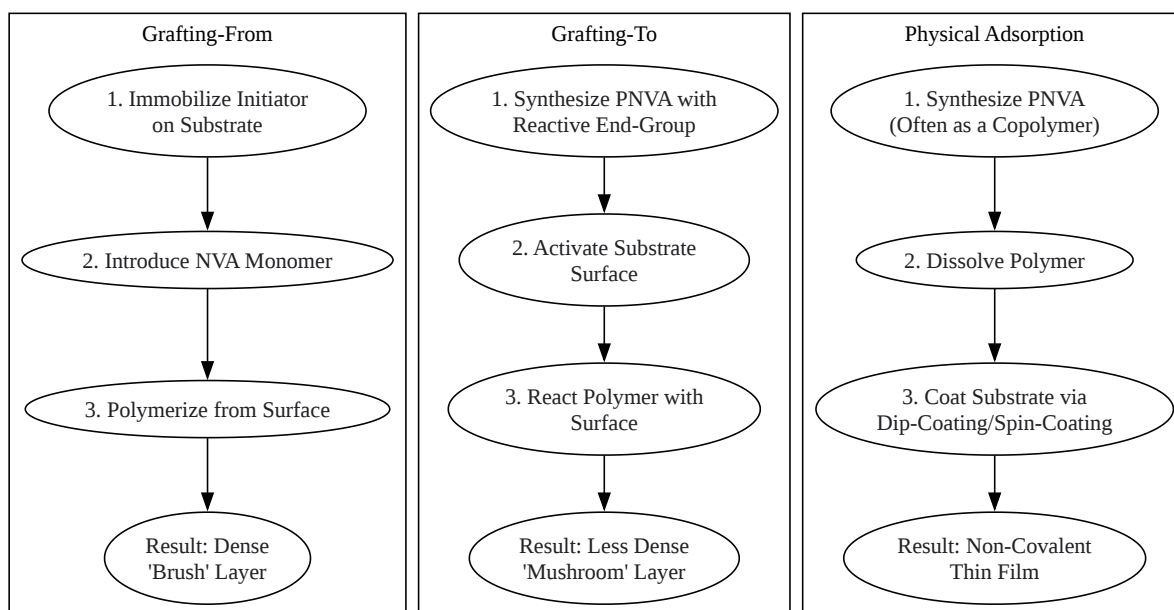 Grafting-From
1. Immobilize Initiator
on Substrate
2. Introduce NVA Monomer
3. Polymerize from Surface
Result: Dense
'Brush' Layer
Grafting-To
1. Synthesize PNVA with
Reactive End-Group
2. Activate Substrate
Surface
3. React Polymer with
Surface
Result: Less Dense
'Mushroom' Layer
Physical Adsorption
1. Synthesize PNVA
(Often as a Copolymer)
2. Dissolve Polymer
3. Coat Substrate via
Dip-Coating/Spin-Coating
Result: Non-Covalent
Thin Film